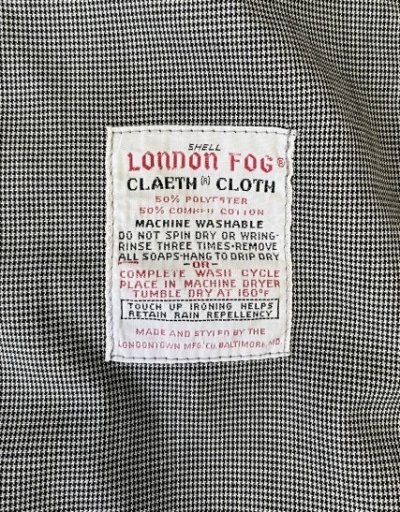 SHELL
LONDON FOG®
CLAETH (R) CLOTH
50% POLYESTER
50% COMBED COTTON
MACHINE WASHABLE
DO NOT SPIN DRY OR WRING-
RINSE THREE TIMES•REMOVE
ALL SOAPS•HANG TO DRIP DRY
-OR-
COMPLETE WASH CYCLE
PLACE IN MACHINE DRYER
TUMBLE DRY AT 160°F
TOUCH UP IRONING HELPS
RETAIN RAIN REPELLENCY
MADE AND STYLED BY THE
LONDONTOWN MFG. CO. BALTIMORE, MD.